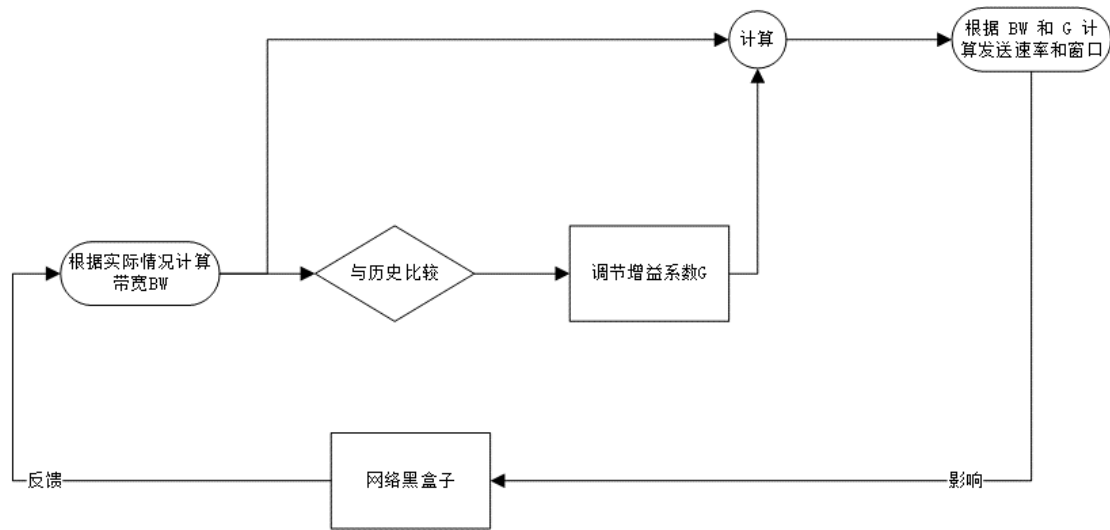 计算
根据 BW 和 G 计
算发送速率和窗口
根据实际情况计算
带宽BW
与历史比较
调节增益系数G
反馈
网络黑盒子
影响